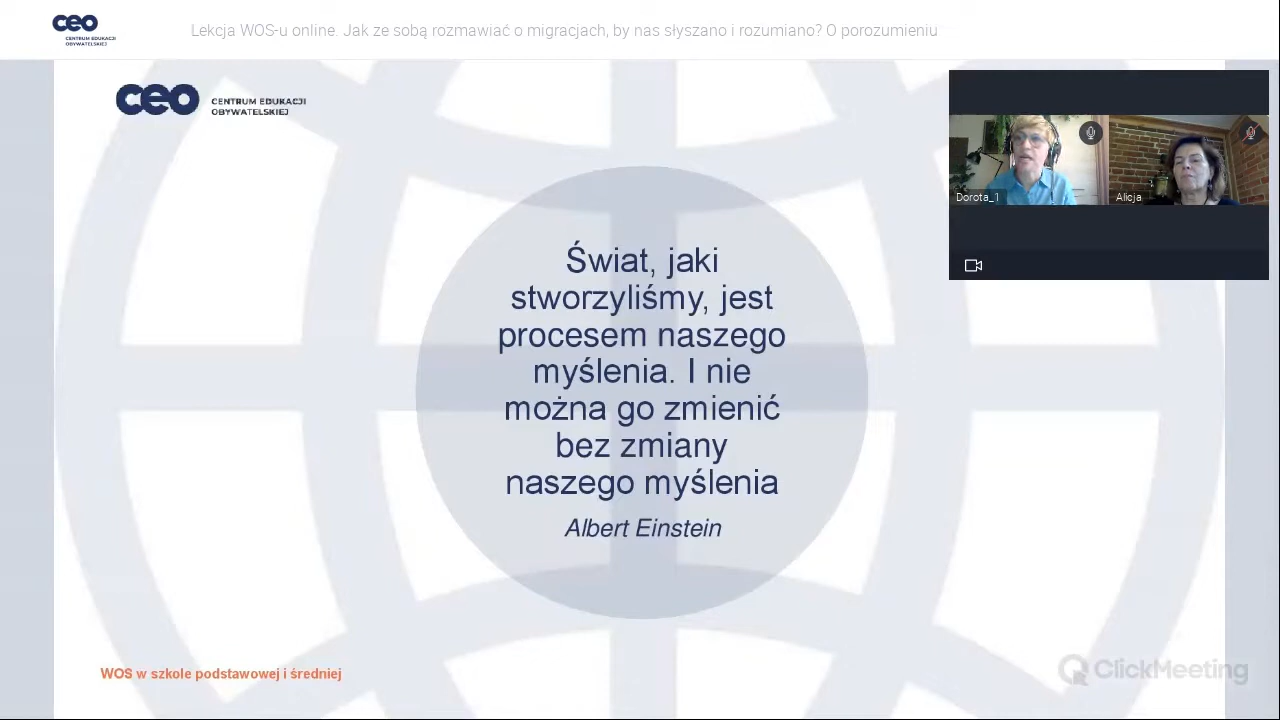 ceo
CENTRUM EDUKACJI
OBYWATELSKIEJ
Lekcja WOS-u online. Jak ze sobą rozmawiać o migracjach, by nas słyszano i rozumiano? O porozumieniu
ceo
CENTRUM EDUKACJI
OBYWATELSKIEJ
Dorota_1
Alicja
Świat, jaki
stworzyliśmy, jest
procesem naszego
myślenia. I nie
można go zmienić
bez zmiany
naszego myślenia
Albert Einstein
WOS w szkole podstawowej i średniej
ClickMeeting